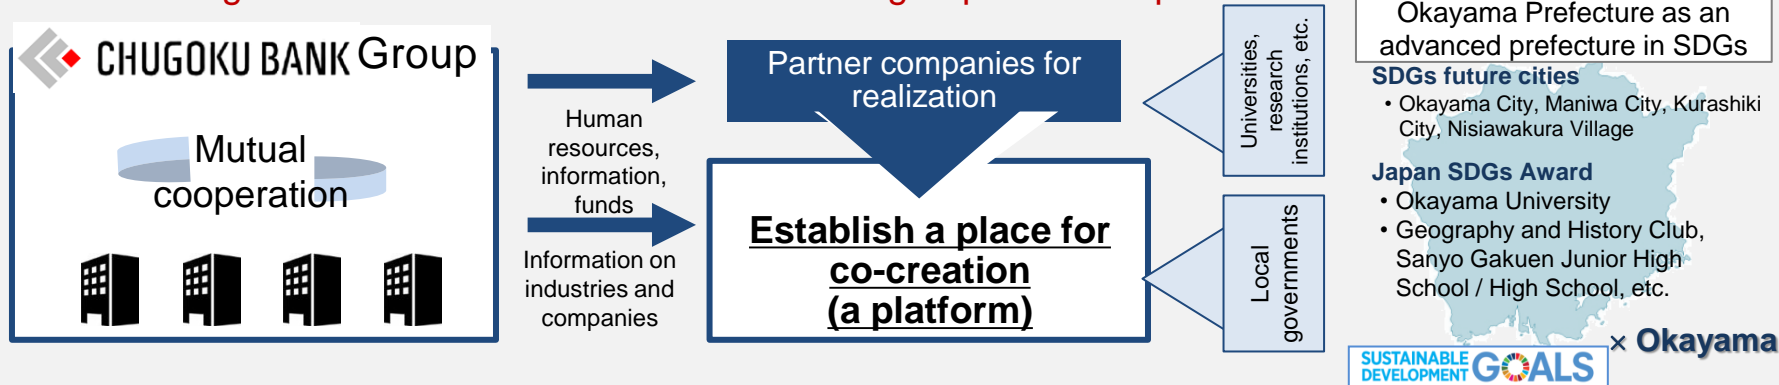 CHUGOKU BANK Group
Mutual
cooperation
Human
resources,
information,
funds
Information on
industries and
companies
Partner companies for
realization
Establish a place for
co-creation
(a platform)
Universities,
research
institutions, etc.
Local
governments
Okayama Prefecture as an
advanced prefecture in SDGs
SDGs future cities
• Okayama City, Maniwa City, Kurashiki
City, Nisiawakura Village
Japan SDGs Award
• Okayama University
• Geography and History Club,
Sanyo Gakuen Junior High
School / High School, etc.
SUSTAINABLE
DEVELOPMENT GOALS
× Okayama